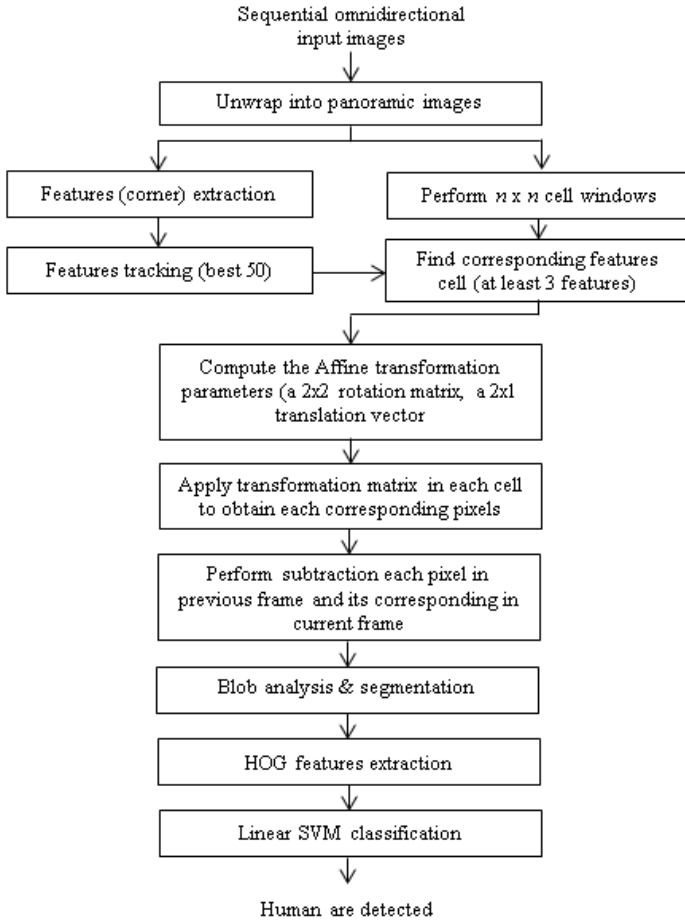 Sequential omnidirectional
input images
Unwrap into panoramic images
Features (corner) extraction
Perform n x n cell windows
Features tracking (best 50)
Find corresponding features
cell (at least 3 features)
Compute the Affine transformation
parameters (a 2x2 rotation matrix, a 2x1
translation vector
Apply transformation matrix in each cell
to obtain each corresponding pixels
Perform subtraction each pixel in
previous frame and its corresponding in
current frame
Blob analysis & segmentation
HOG features extraction
Linear SVM classification
Human are detected